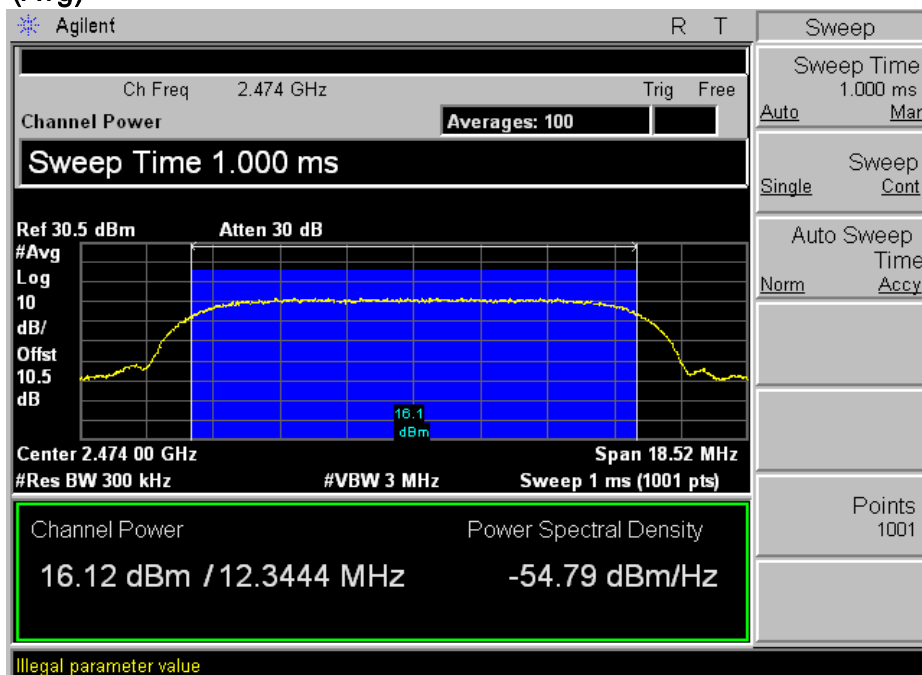 Agilent R T
Ch Freq 2.474 GHz Trig Free
Channel Power Averages: 100
Sweep Time 1.000 ms
Ref 30.5 dBm Atten 30 dB
#Avg
Log
10
dB/
Offst
10.5
dB
16.1
dBm
Center 2.474 00 GHz Span 18.52 MHz
#Res BW 300 kHz #VBW 3 MHz Sweep 1 ms (1001 pts)
Channel Power Power Spectral Density
16.12 dBm / 12.3444 MHz -54.79 dBm/Hz
Illegal parameter value
Sweep
Sweep Time
1.000 ms
Auto Man
Sweep
Single Cont
Auto Sweep
Time
Norm Accy
Points
1001